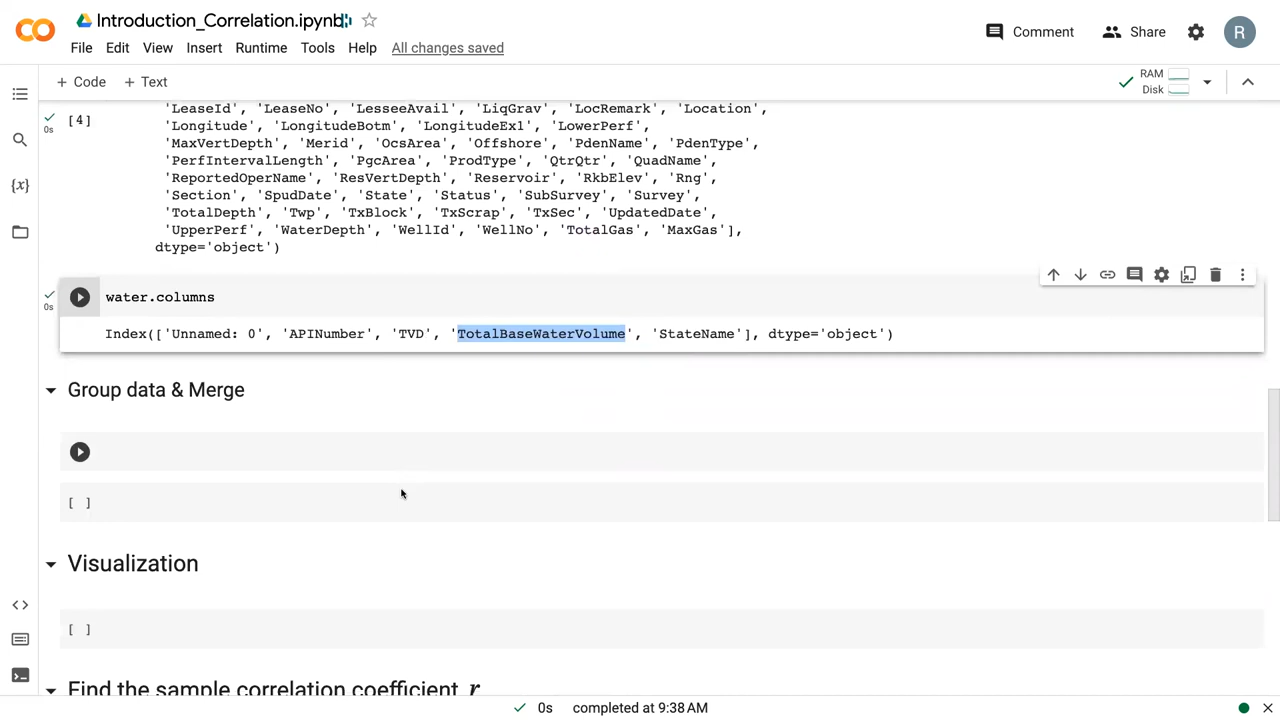 Introduction_Correlation.ipynb
Comment
Share
R
File Edit View Insert Runtime Tools Help All changes saved
+ Code + Text
RAM
Disk
'LeaseId', 'LeaseNo', 'LesseeAvail', 'LiqGrav', 'LocRemark', 'Location',
[4]
0s
'Longitude', 'LongitudeBotm', 'LongitudeEx1', 'LowerPerf',
'MaxVertDepth', 'Merid', 'OcsArea', 'Offshore', 'PdenName', 'PdenType',
'PerfIntervalLength', 'PgcArea', 'ProdType', 'QtrQtr', 'QuadName',
'ReportedOperName', 'ResVertDepth', 'Reservoir', 'RkbElev', 'Rng',
'Section', 'SpudDate', 'State', 'Status', 'SubSurvey', 'Survey',
'TotalDepth', 'Twp', 'TxBlock', 'TxScrap', 'TxSec', 'UpdatedDate',
'UpperPerf', 'WaterDepth', 'WellId', 'WellNo', 'TotalGas', 'MaxGas'],
dtype='object')
0s
water.columns
Index(['Unnamed: 0', 'APINumber', 'TVD', 'TotalBaseWaterVolume', 'StateName'], dtype='object')
Group data & Merge
[ ]
Visualization
[ ]
Find the sample correlation coefficient r
0s completed at 9:38 AM